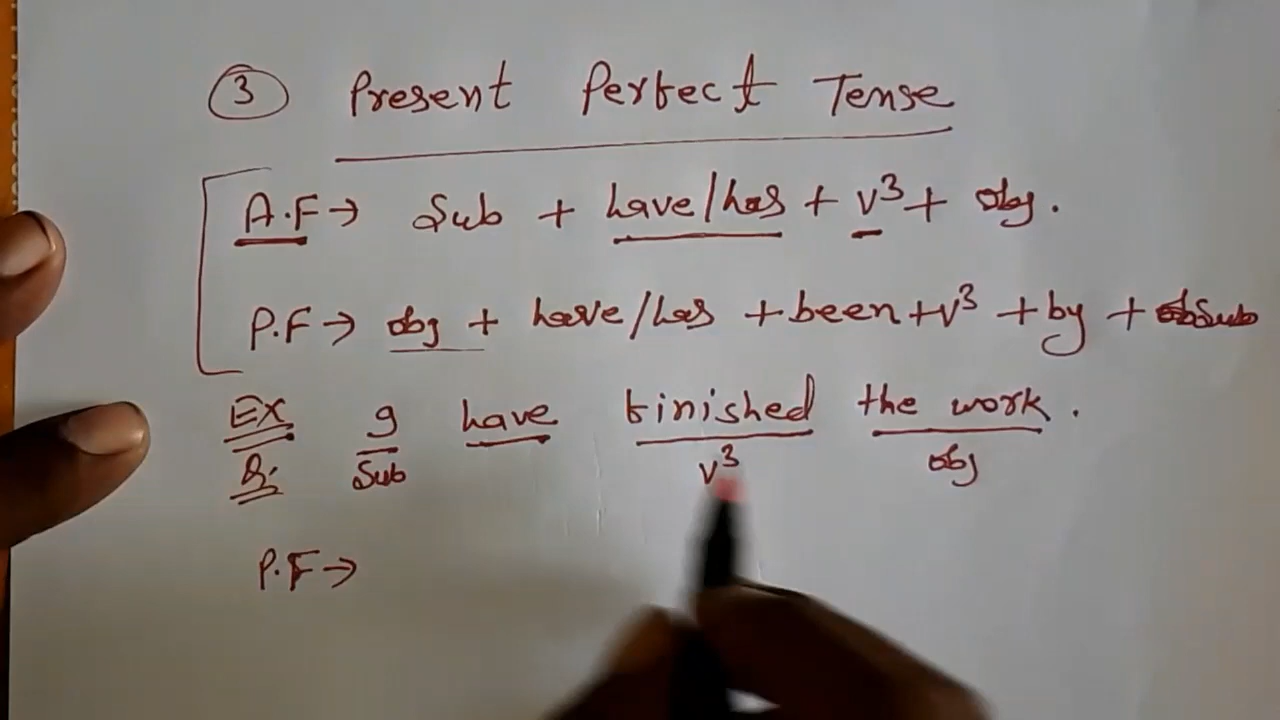 3 Present Perfect Tense
A.F → Sub + have/has + v³ + obj.
P.F → obj + have/has + been + v³ + by + Sub
Ex I have finished the work.
Sub v³ obj
P.F →